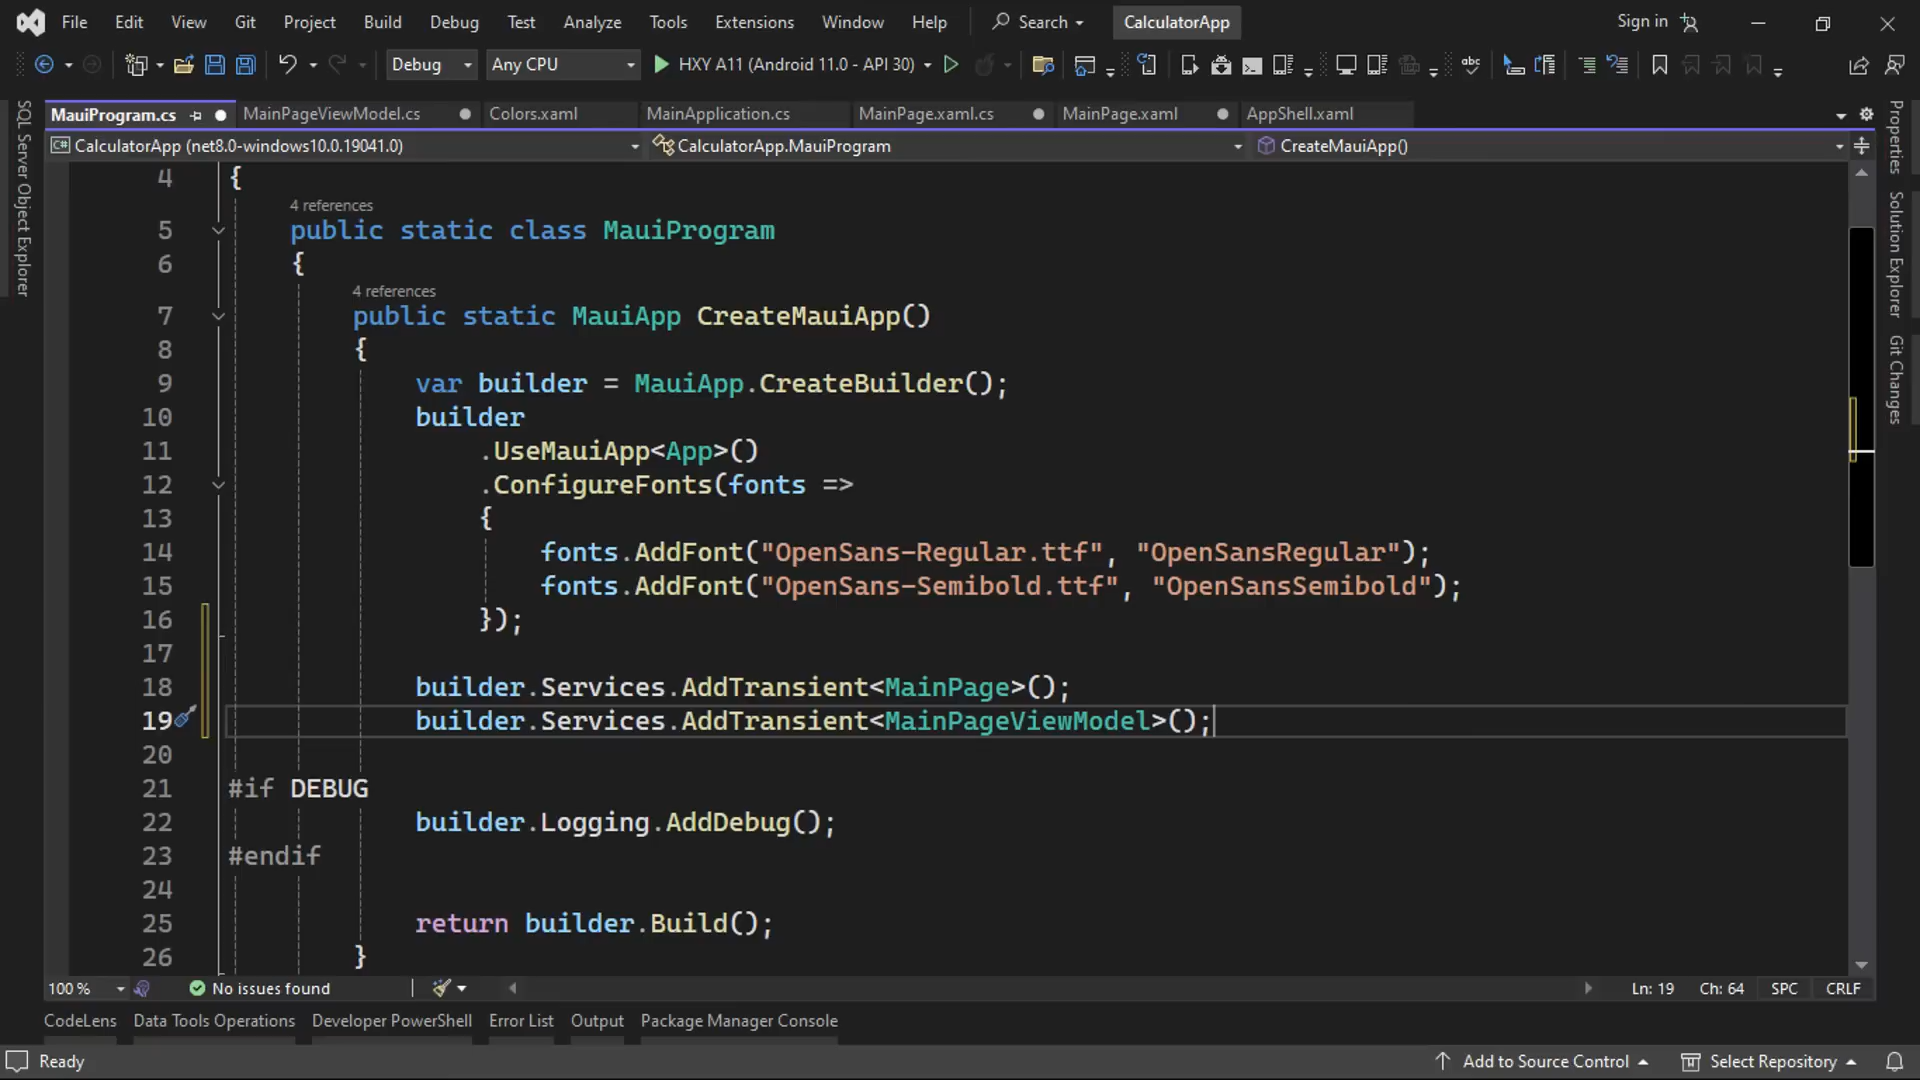 File Edit View Git Project Build Debug Test Analyze Tools Extensions Window Help Search CalculatorApp Sign in
Debug Any CPU HXY A11 (Android 11.0 - API 30)
MauiProgram.cs MainPageViewModel.cs Colors.xaml MainApplication.cs MainPage.xaml.cs MainPage.xaml AppShell.xaml
CalculatorApp (net8.0-windows10.0.19041.0) CalculatorApp.MauiProgram CreateMauiApp()
SQL Server Object Explorer
Properties
Solution Explorer
Git Changes
4 {
4 references
5 public static class MauiProgram
6 {
4 references
7 public static MauiApp CreateMauiApp()
8 {
9 var builder = MauiApp.CreateBuilder();
10 builder
11 .UseMauiApp<App>()
12 .ConfigureFonts(fonts =>
13 {
14 fonts.AddFont("OpenSans-Regular.ttf", "OpenSansRegular");
15 fonts.AddFont("OpenSans-Semibold.ttf", "OpenSansSemibold");
16 });
17
18 builder.Services.AddTransient<MainPage>();
19 builder.Services.AddTransient<MainPageViewModel>();
20
21 #if DEBUG
22 builder.Logging.AddDebug();
23 #endif
24
25 return builder.Build();
26 }
100 % No issues found Ln: 19 Ch: 64 SPC CRLF
CodeLens Data Tools Operations Developer PowerShell Error List Output Package Manager Console
Ready Add to Source Control Select Repository